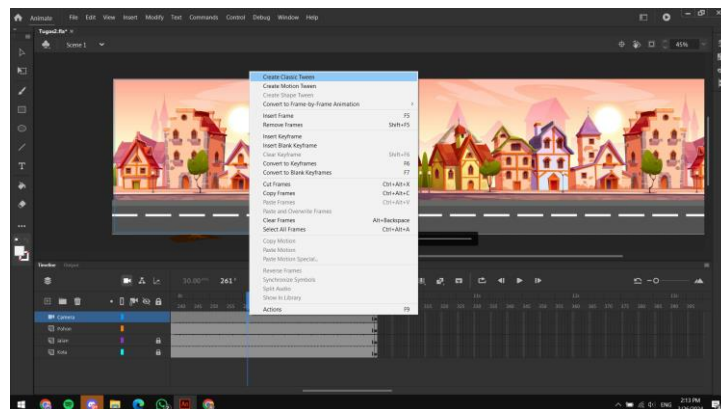 Animate File Edit View Insert Modify Text Commands Control Debug Window Help
Tugas2.fla* ×
Scene 1
45%
Create Classic Tween
Create Motion Tween
Create Shape Tween
Convert to Frame-by-Frame Animation
Insert Frame F5
Remove Frames Shift+F5
Insert Keyframe
Insert Blank Keyframe
Clear Keyframe Shift+F6
Convert to Keyframes F6
Convert to Blank Keyframes F7
Cut Frames Ctrl+Alt+X
Copy Frames Ctrl+Alt+C
Paste Frames Ctrl+Alt+V
Paste and Overwrite Frames
Clear Frames Alt+Backspace
Select All Frames Ctrl+Alt+A
Copy Motion
Paste Motion
Paste Motion Special...
Reverse Frames
Synchronize Symbols
Split Audio
Show in Library
Actions F9
Timeline Output
30.00 261
Camera
Pohon
Jalan
Kota
ENG 2:13 PM